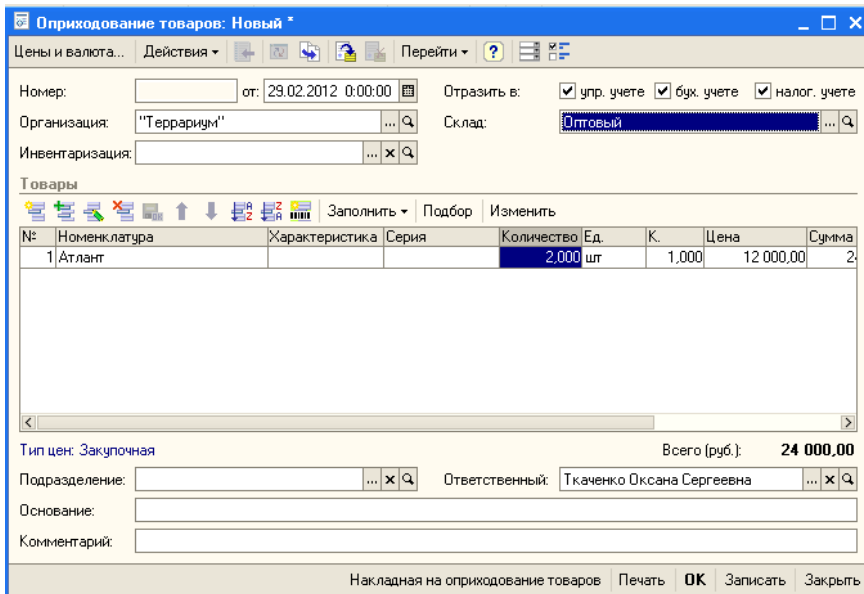 Оприходование товаров: Новый *
Цены и валюта... Действия Перейти
Номер: от: 29.02.2012 0:00:00 Отразить в: упр. учете бух. учете налог. учете
Организация: "Террариум" ... Склад: Оптовый ...
Инвентаризация: ...
Товары
Заполнить Подбор Изменить
№ Номенклатура Характеристика Серия Количество Ед. К. Цена Сумма
1 Атлант 2,000 шт 1,000 12 000,00 2
Тип цен: Закупочная Всего (руб.): 24 000,00
Подразделение: ... Ответственный: Ткаченко Оксана Сергеевна ...
Основание:
Комментарий:
Накладная на оприходование товаров Печать OK Записать Закрыть